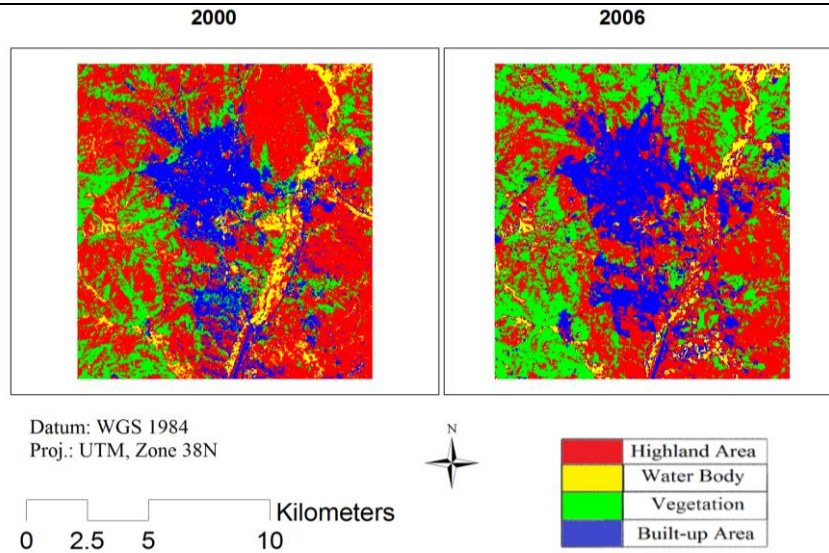 2000
2006
Datum: WGS 1984
Proj.: UTM, Zone 38N
N
Highland Area
Water Body
Vegetation
Built-up Area
Kilometers
0 2.5 5 10